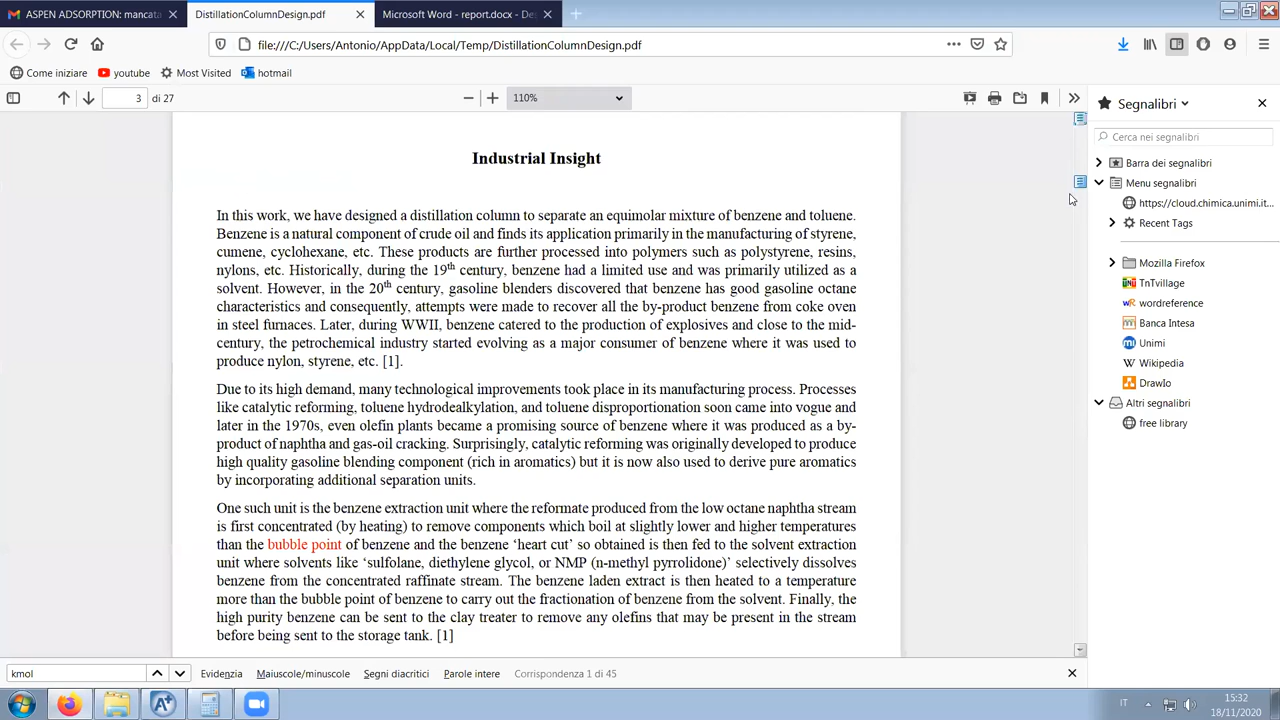 ASPEN ADSORPTION: mancata
DistillationColumnDesign.pdf
Microsoft Word - report.docx - De
file:///C:/Users/Antonio/AppData/Local/Temp/DistillationColumnDesign.pdf
Come iniziare
youtube
Most Visited
hotmail
3 di 27
110%
Industrial Insight
In this work, we have designed a distillation column to separate an equimolar mixture of benzene and toluene.
Benzene is a natural component of crude oil and finds its application primarily in the manufacturing of styrene,
cumene, cyclohexane, etc. These products are further processed into polymers such as polystyrene, resins,
nylons, etc. Historically, during the 19th century, benzene had a limited use and was primarily utilized as a
solvent. However, in the 20th century, gasoline blenders discovered that benzene has good gasoline octane
characteristics and consequently, attempts were made to recover all the by-product benzene from coke oven
in steel furnaces. Later, during WWII, benzene catered to the production of explosives and close to the mid-
century, the petrochemical industry started evolving as a major consumer of benzene where it was used to
produce nylon, styrene, etc. [1].
Due to its high demand, many technological improvements took place in its manufacturing process. Processes
like catalytic reforming, toluene hydrodealkylation, and toluene disproportionation soon came into vogue and
later in the 1970s, even olefin plants became a promising source of benzene where it was produced as a by-
product of naphtha and gas-oil cracking. Surprisingly, catalytic reforming was originally developed to produce
high quality gasoline blending component (rich in aromatics) but it is now also used to derive pure aromatics
by incorporating additional separation units.
One such unit is the benzene extraction unit where the reformate produced from the low octane naphtha stream
is first concentrated (by heating) to remove components which boil at slightly lower and higher temperatures
than the bubble point of benzene and the benzene ‘heart cut’ so obtained is then fed to the solvent extraction
unit where solvents like ‘sulfolane, diethylene glycol, or NMP (n-methyl pyrrolidone)’ selectively dissolves
benzene from the concentrated raffinate stream. The benzene laden extract is then heated to a temperature
more than the bubble point of benzene to carry out the fractionation of benzene from the solvent. Finally, the
high purity benzene can be sent to the clay treater to remove any olefins that may be present in the stream
before being sent to the storage tank. [1]
Segnalibri
Cerca nei segnalibri
Barra dei segnalibri
Menu segnalibri
https://cloud.chimica.unimi.it...
Recent Tags
Mozilla Firefox
TnTvillage
wordreference
Banca Intesa
Unimi
Wikipedia
DrawIo
Altri segnalibri
free library
kmol
Evidenzia
Maiuscole/minuscole
Segni diacritici
Parole intere
Corrispondenza 1 di 45
IT
15:32
18/11/2020